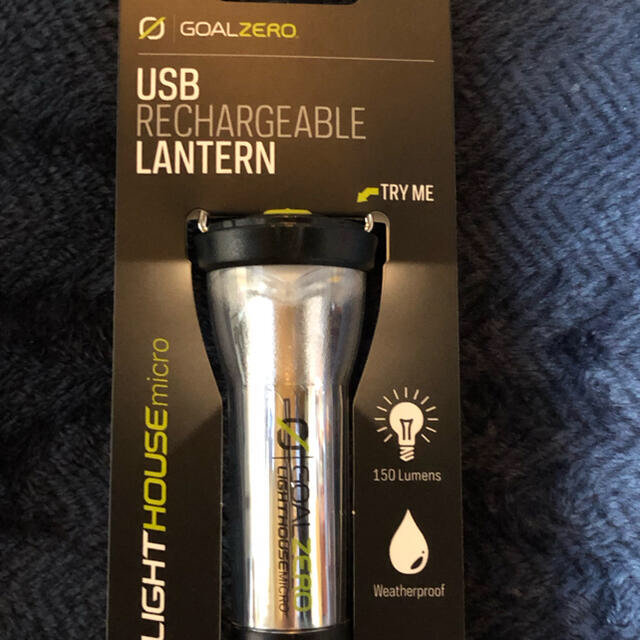 GOALZERO
USB
RECHARGEABLE
LANTERN
TRY ME
LIGHTHOUSEmicro
GOAL ZERO
LIGHTHOUSEMICRO
150 Lumens
Weatherproof